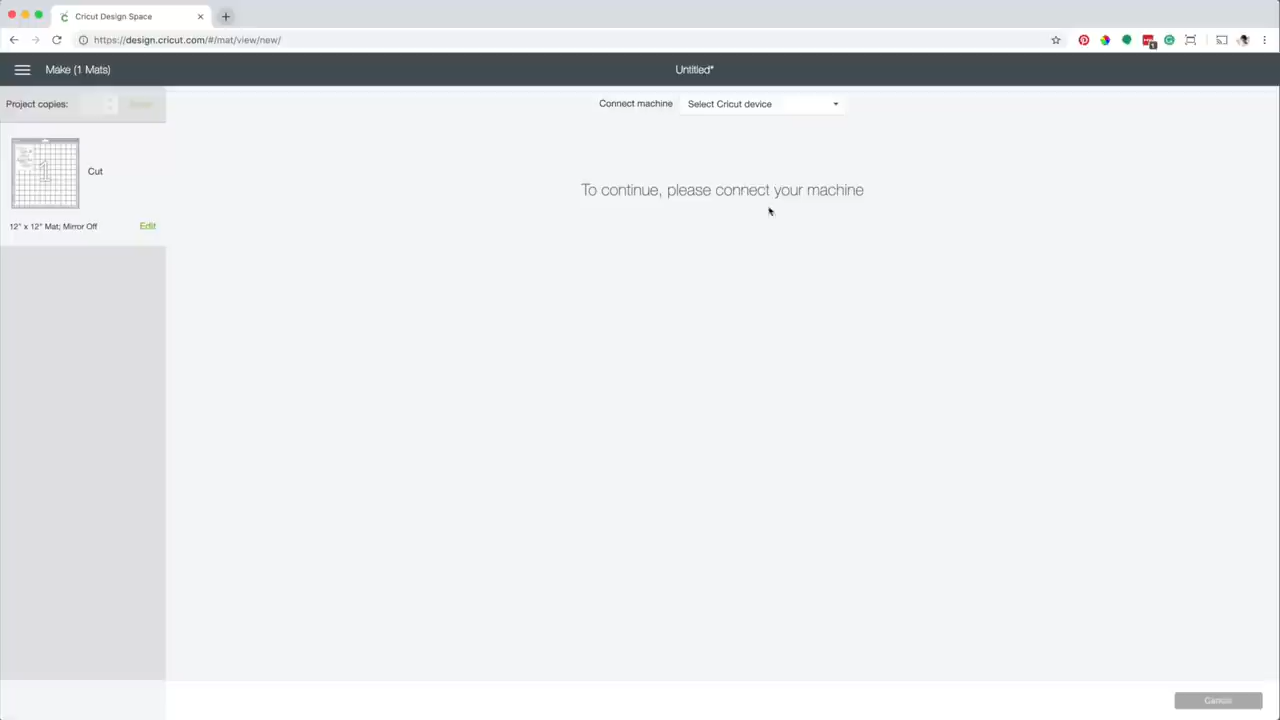 Cricut Design Space
https://design.cricut.com/#/mat/view/new/
Make (1 Mats)
Untitled*
Project copies:
Connect machine
Select Cricut device
1
Cut
To continue, please connect your machine
12" x 12" Mat; Mirror Off
Edit
Cancel